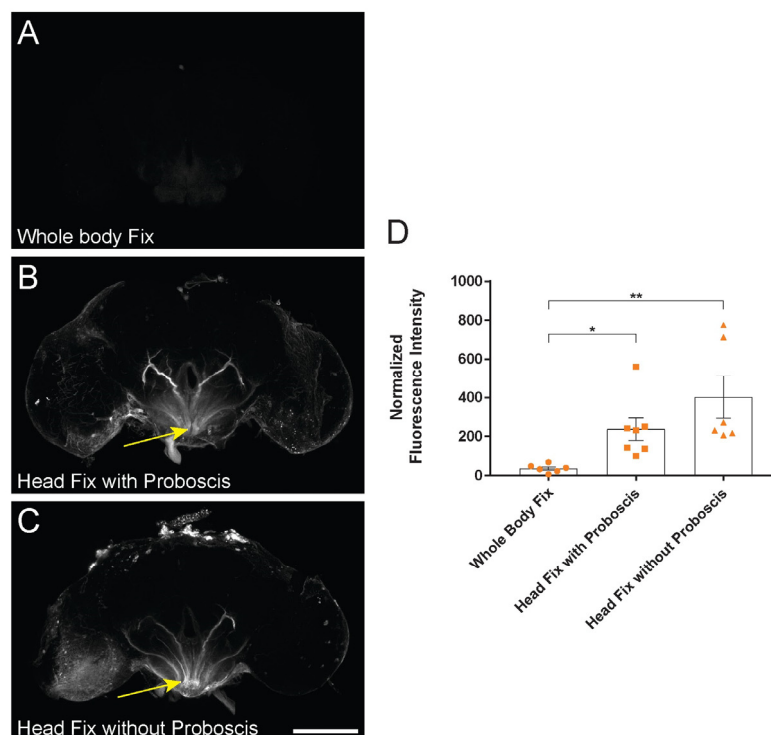 A
Whole body Fix
B
Head Fix with Proboscis
C
Head Fix without Proboscis
D
Normalized
Fluorescence Intensity
1000
800
600
400
200
0
**
*
Whole Body Fix
Head Fix with Proboscis
Head Fix without Proboscis